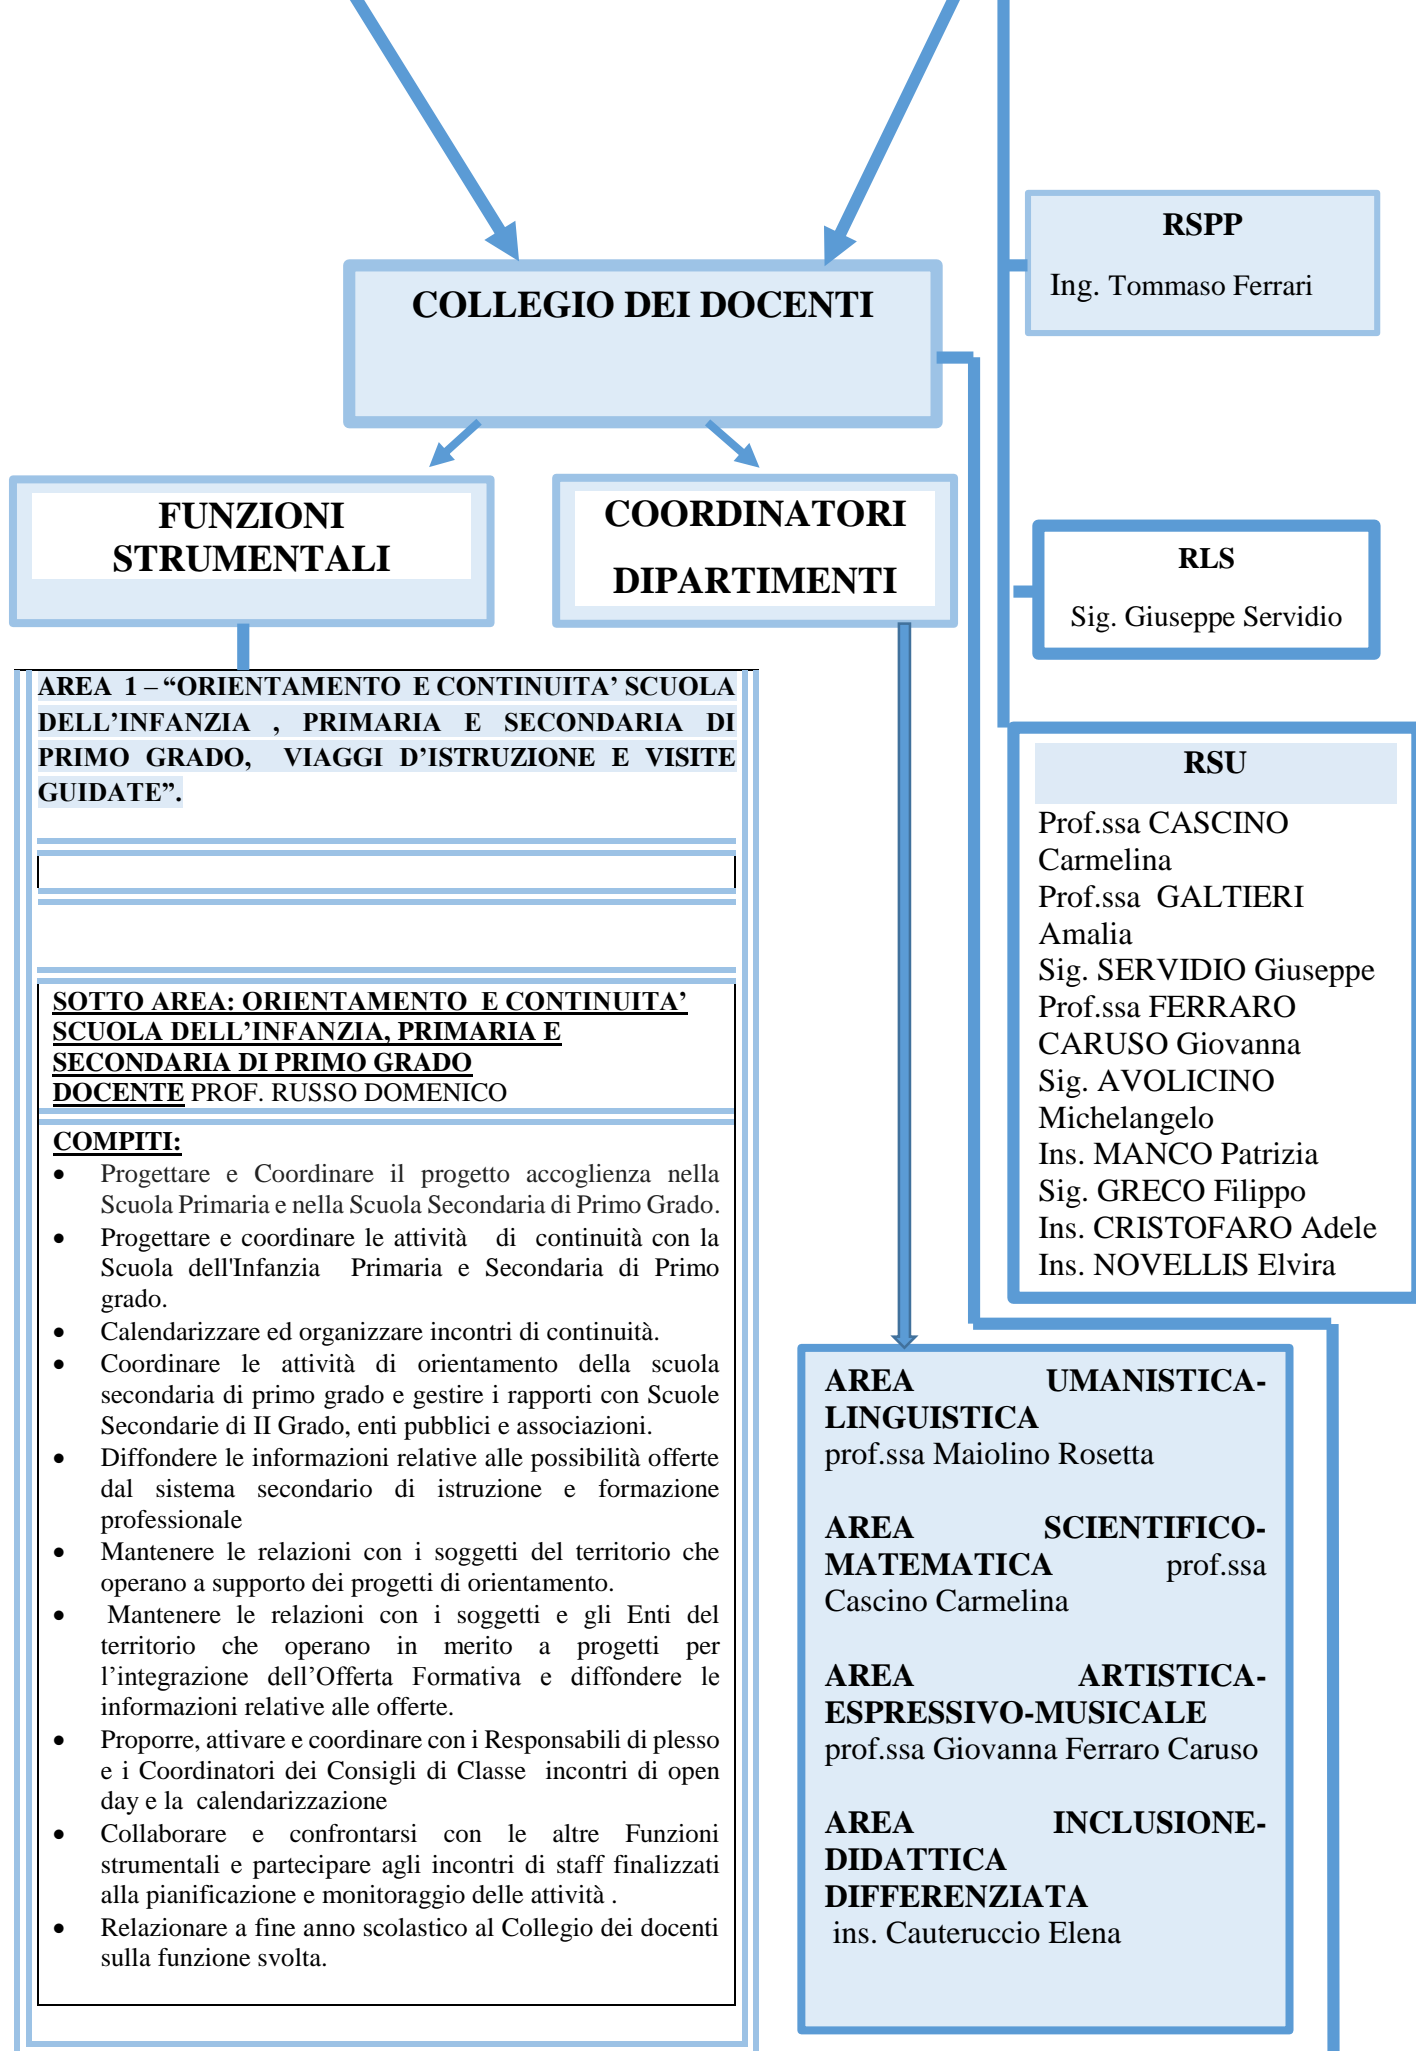 RSPP
Ing. Tommaso Ferrari
COLLEGIO DEI DOCENTI
FUNZIONI
STRUMENTALI
COORDINATORI
DIPARTIMENTI
RLS
Sig. Giuseppe Servidio
AREA 1 – “ORIENTAMENTO E CONTINUITA’ SCUOLA
DELL’INFANZIA , PRIMARIA E SECONDARIA DI
PRIMO GRADO, VIAGGI D’ISTRUZIONE E VISITE
GUIDATE”.
SOTTO AREA: ORIENTAMENTO E CONTINUITA’
SCUOLA DELL’INFANZIA, PRIMARIA E
SECONDARIA DI PRIMO GRADO
DOCENTE PROF. RUSSO DOMENICO
COMPITI:
• Progettare e Coordinare il progetto accoglienza nella
Scuola Primaria e nella Scuola Secondaria di Primo Grado.
• Progettare e coordinare le attività di continuità con la
Scuola dell'Infanzia Primaria e Secondaria di Primo
grado.
• Calendarizzare ed organizzare incontri di continuità.
• Coordinare le attività di orientamento della scuola
secondaria di primo grado e gestire i rapporti con Scuole
Secondarie di II Grado, enti pubblici e associazioni.
• Diffondere le informazioni relative alle possibilità offerte
dal sistema secondario di istruzione e formazione
professionale
• Mantenere le relazioni con i soggetti del territorio che
operano a supporto dei progetti di orientamento.
• Mantenere le relazioni con i soggetti e gli Enti del
territorio che operano in merito a progetti per
l’integrazione dell’Offerta Formativa e diffondere le
informazioni relative alle offerte.
• Proporre, attivare e coordinare con i Responsabili di plesso
e i Coordinatori dei Consigli di Classe incontri di open
day e la calendarizzazione
• Collaborare e confrontarsi con le altre Funzioni
strumentali e partecipare agli incontri di staff finalizzati
alla pianificazione e monitoraggio delle attività .
• Relazionare a fine anno scolastico al Collegio dei docenti
sulla funzione svolta.
RSU
Prof.ssa CASCINO
Carmelina
Prof.ssa GALTIERI
Amalia
Sig. SERVIDIO Giuseppe
Prof.ssa FERRARO
CARUSO Giovanna
Sig. AVOLICINO
Michelangelo
Ins. MANCO Patrizia
Sig. GRECO Filippo
Ins. CRISTOFARO Adele
Ins. NOVELLIS Elvira
AREA UMANISTICA-
LINGUISTICA
prof.ssa Maiolino Rosetta
AREA SCIENTIFICO-
MATEMATICA prof.ssa
Cascino Carmelina
AREA ARTISTICA-
ESPRESSIVO-MUSICALE
prof.ssa Giovanna Ferraro Caruso
AREA INCLUSIONE-
DIDATTICA
DIFFERENZIATA
ins. Cauteruccio Elena